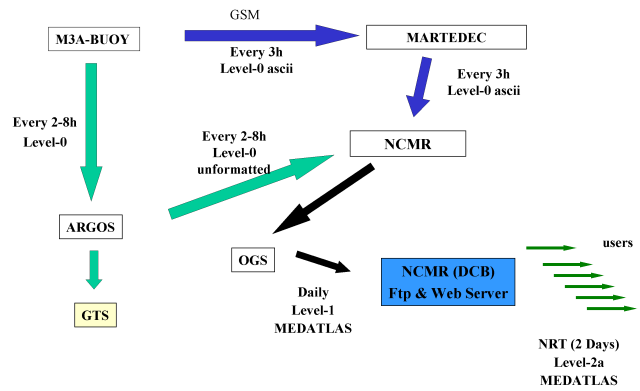 GSM
M3A-BUOY
MARTEDEC
Every 3h
Level-0 ascii
Every 3h
Level-0 ascii
Every 2-8h
Level-0
Every 2-8h
Level-0
unformatted
NCMR
ARGOS
OGS
users
NCMR (DCB)
Ftp & Web Server
Daily
Level-1
MEDATLAS
GTS
NRT (2 Days)
Level-2a
MEDATLAS